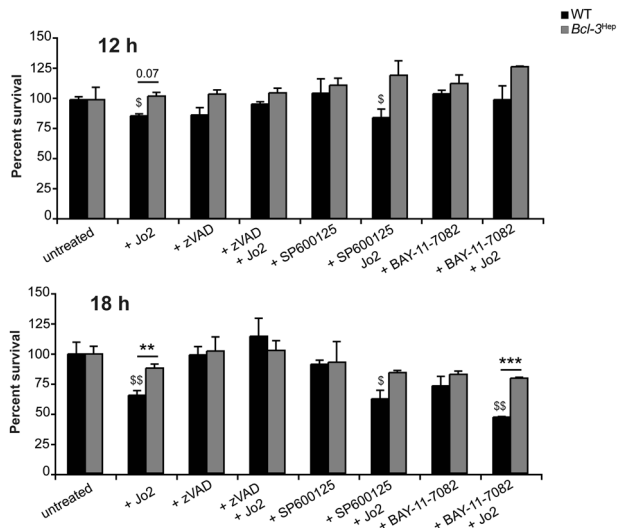 WT
Bcl-3ᴴᵉᵖ
12 h
Percent survival
150
125
100
75
50
25
0
$
0.07
$
untreated
+ Jo2
+ zVAD
+ zVAD
+ Jo2
+ SP600125
+ SP600125
Jo2
+ BAY-11-7082
+ BAY-11-7082
+ Jo2
18 h
Percent survival
150
125
100
75
50
25
0
$$
**
$
$$
***
untreated
+ Jo2
+ zVAD
+ zVAD
+ Jo2
+ SP600125
+ SP600125
+ Jo2
+ BAY-11-7082
+ BAY-11-7082
+ Jo2